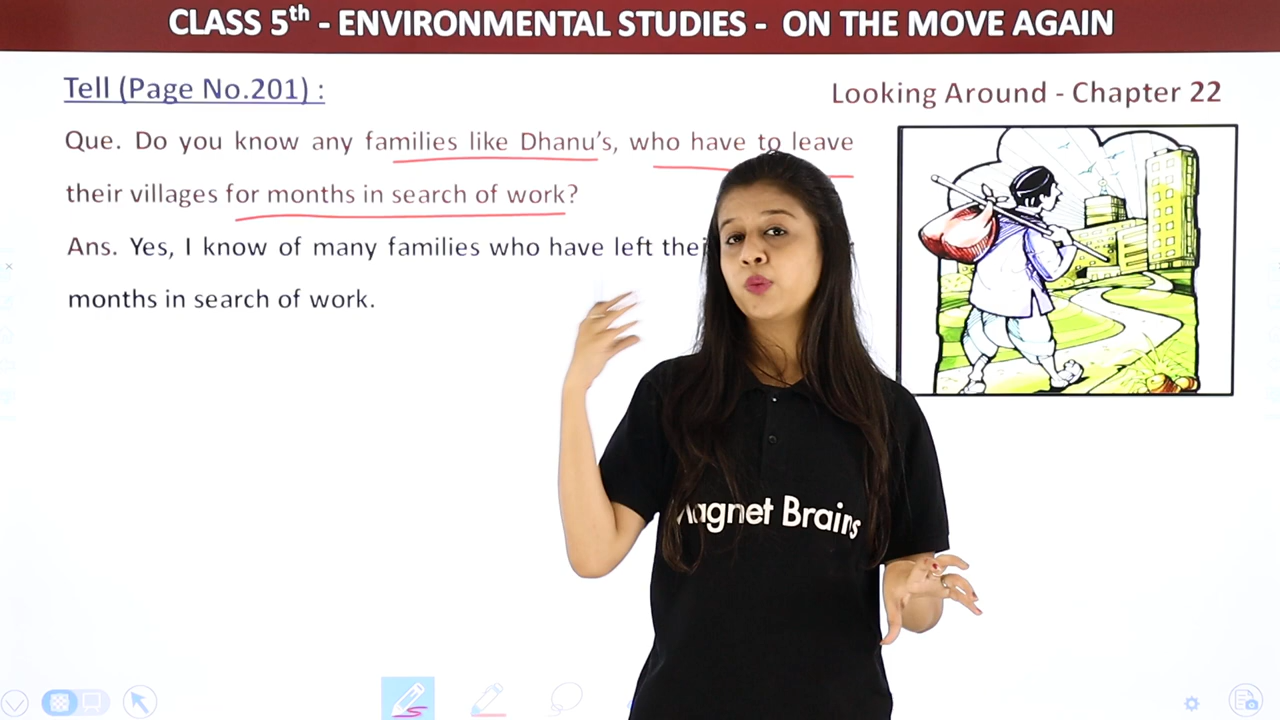 CLASS 5th - ENVIRONMENTAL STUDIES - ON THE MOVE AGAIN
Tell (Page No.201) :
Looking Around - Chapter 22
Que. Do you know any families like Dhanu's, who have to leave
their villages for months in search of work?
Ans. Yes, I know of many families who have left
months in search of work.
Magnet Brains